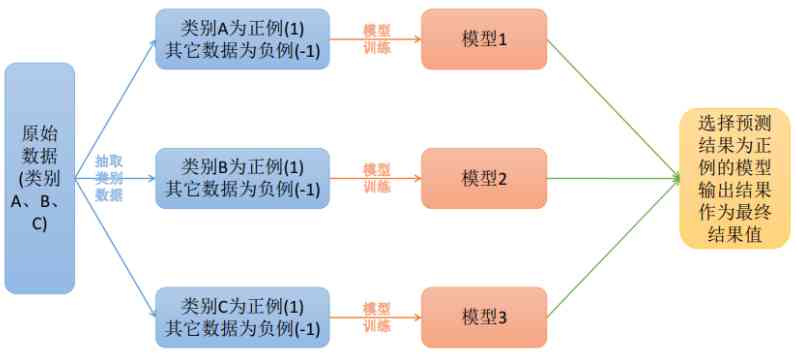 原始
数据
(类别
A、B、
C)
抽取
类别
数据
类别A为正例(1)
其它数据为负例(-1)
模型
训练
模型1
类别B为正例(1)
其它数据为负例(-1)
模型
训练
模型2
类别C为正例(1)
其它数据为负例(-1)
模型
训练
模型3
选择预测
结果为正
例的模型
输出结果
作为最终
结果值